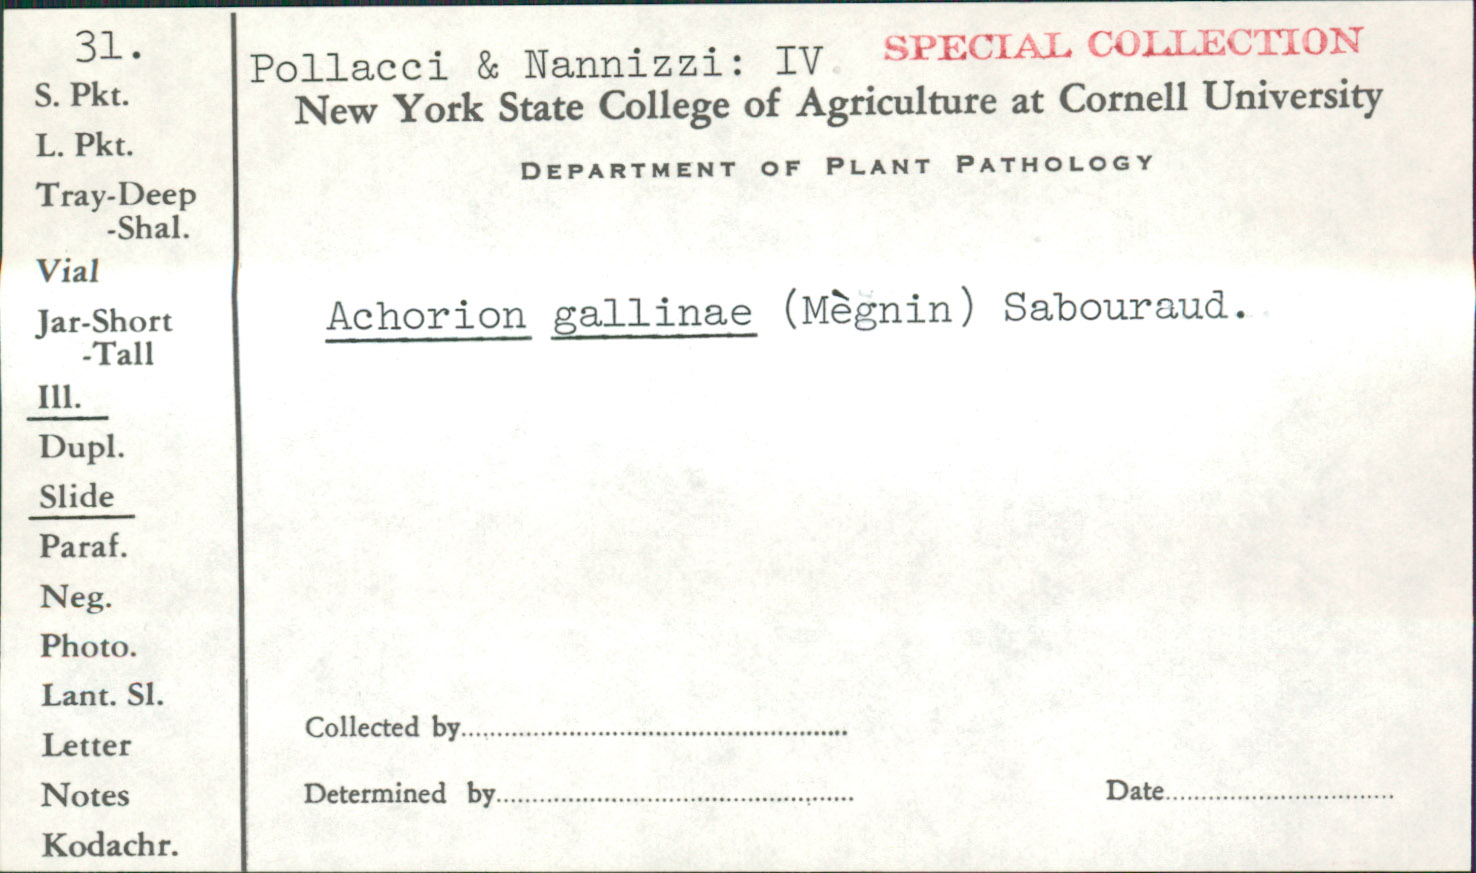 31.
S. Pkt.
L. Pkt.
Tray-Deep
-Shal.
Vial
Jar-Short
-Tall
Ill.
Dupl.
Slide
Paraf.
Neg.
Photo.
Lant. Sl.
Letter
Notes
Kodachr.
Pollacci & Nannizzi: IV. SPECIAL COLLECTION
New York State College of Agriculture at Cornell University
DEPARTMENT OF PLANT PATHOLOGY
Achorion gallinae (Mègnin) Sabouraud.
Collected by
Determined by Date